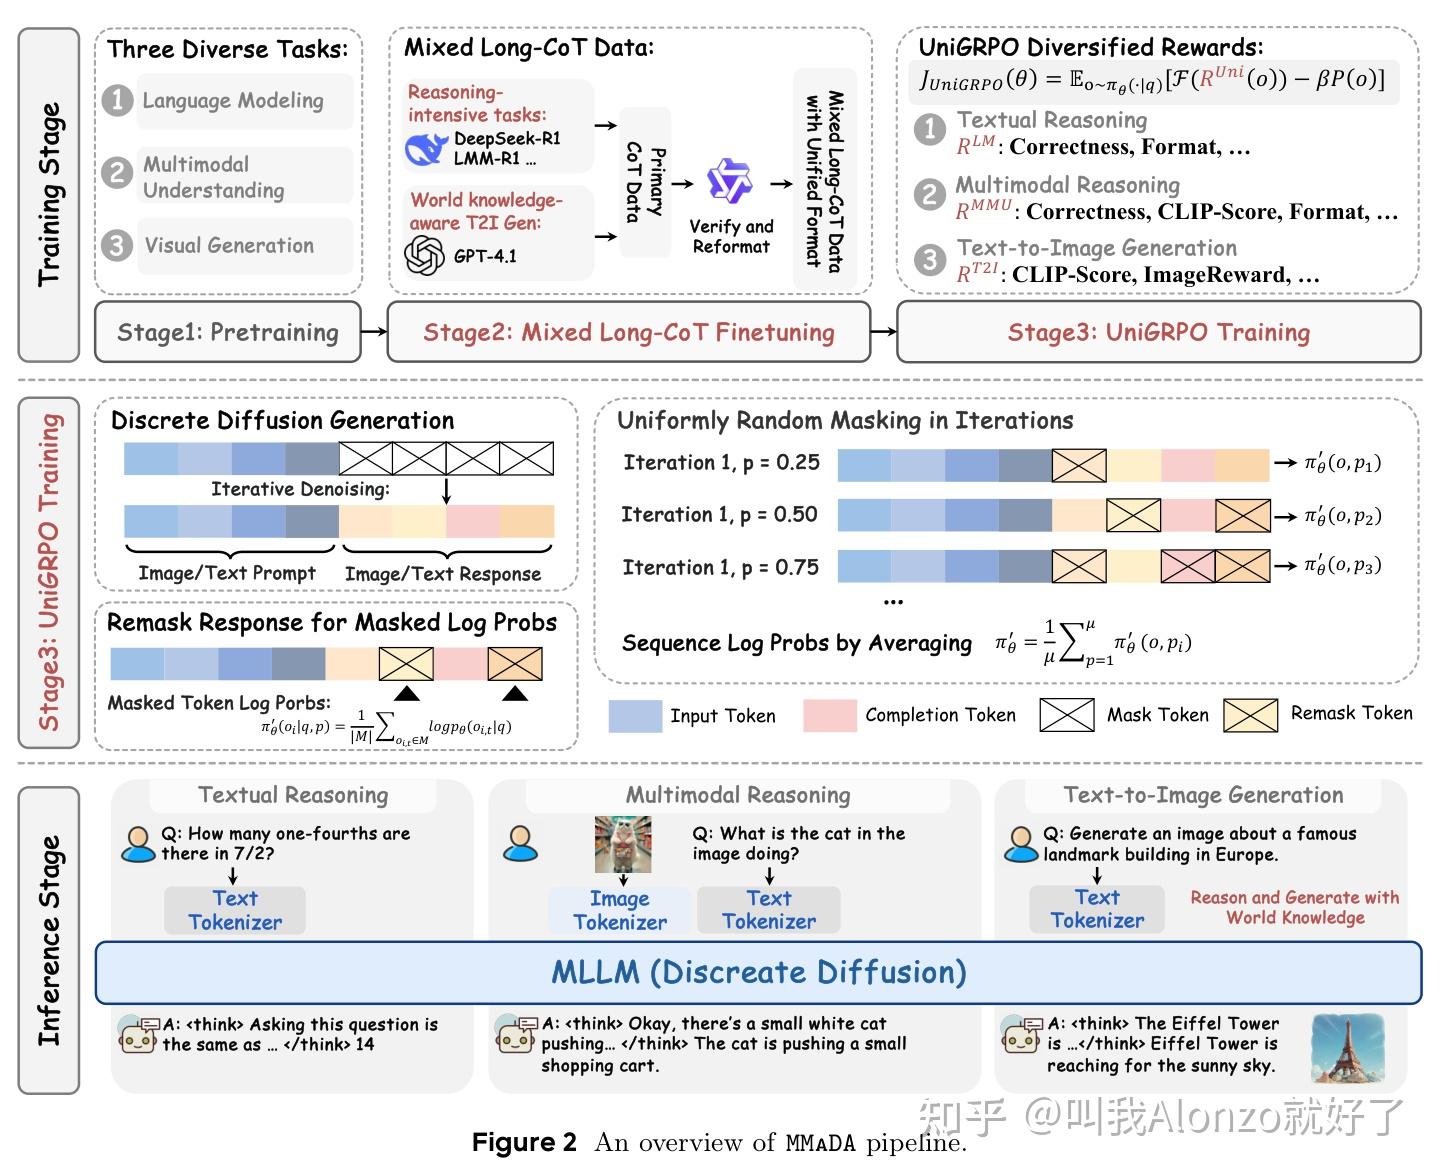 Training Stage
Three Diverse Tasks:
1 Language Modeling
2 Multimodal
Understanding
3 Visual Generation
Stage1: Pretraining
Mixed Long-CoT Data:
Reasoning-
intensive tasks:
DeepSeek-R1
LMM-R1 ...
World knowledge-
aware T2I Gen:
GPT-4.1
Primary
CoT Data
Verify and
Reformat
Mixed Long-CoT Data
with Unified Format
Stage2: Mixed Long-CoT Finetuning
UniGRPO Diversified Rewards:
J_{UniGRPO}(θ) = 𝔼_{o~π_θ(·|q)}[ℱ(R^{Uni}(o)) − βP(o)]
1 Textual Reasoning
R^{LM}: Correctness, Format, ...
2 Multimodal Reasoning
R^{MMU}: Correctness, CLIP-Score, Format, ...
3 Text-to-Image Generation
R^{T2I}: CLIP-Score, ImageReward, ...
Stage3: UniGRPO Training
Stage3: UniGRPO Training
Discrete Diffusion Generation
Iterative Denoising:
Image/Text Prompt
Image/Text Response
Remask Response for Masked Log Probs
Masked Token Log Porbs:
π'_θ(o_i|q, p) = 1/|M| ∑_{o_{i,t}∈M} logp_θ(o_{i,t}|q)
Uniformly Random Masking in Iterations
Iteration 1, p = 0.25
π'_θ(o, p_1)
Iteration 1, p = 0.50
π'_θ(o, p_2)
Iteration 1, p = 0.75
π'_θ(o, p_3)
...
Sequence Log Probs by Averaging π'_θ = 1/μ ∑_{p=1}^{μ} π'_θ (o, p_i)
Input Token
Completion Token
Mask Token
Remask Token
Inference Stage
Textual Reasoning
Q: How many one-fourths are
there in 7/2?
Text
Tokenizer
Multimodal Reasoning
Q: What is the cat in the
image doing?
Image
Tokenizer
Text
Tokenizer
Text-to-Image Generation
Q: Generate an image about a famous
landmark building in Europe.
Text
Tokenizer
Reason and Generate with
World Knowledge
MLLM (Discreate Diffusion)
A: <think> Asking this question is
the same as ... </think> 14
A: <think> Okay, there's a small white cat
pushing... </think> The cat is pushing a small
shopping cart.
A: <think> The Eiffel Tower
is ...</think> Eiffel Tower is
reaching for the sunny sky.
知乎 @叫我Alonzo就好了
Figure 2 An overview of MMaDA pipeline.